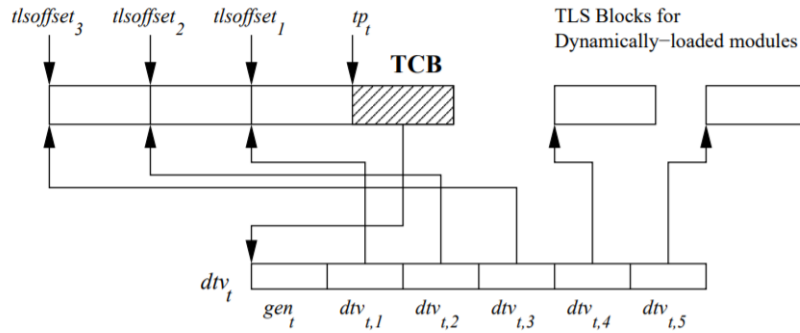 tlsoffset3 tlsoffset2 tlsoffset1 tpt
TLS Blocks for
Dynamically−loaded modules
TCB
dtvt
gent dtvt,1 dtvt,2 dtvt,3 dtvt,4 dtvt,5